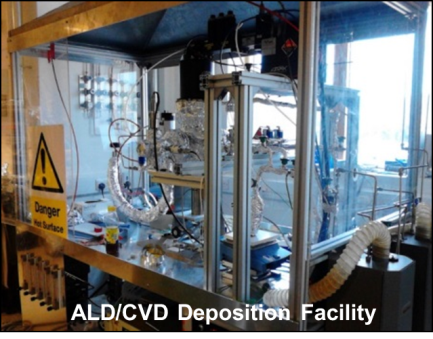 Danger
Hot Surface
ALD/CVD Deposition Facility